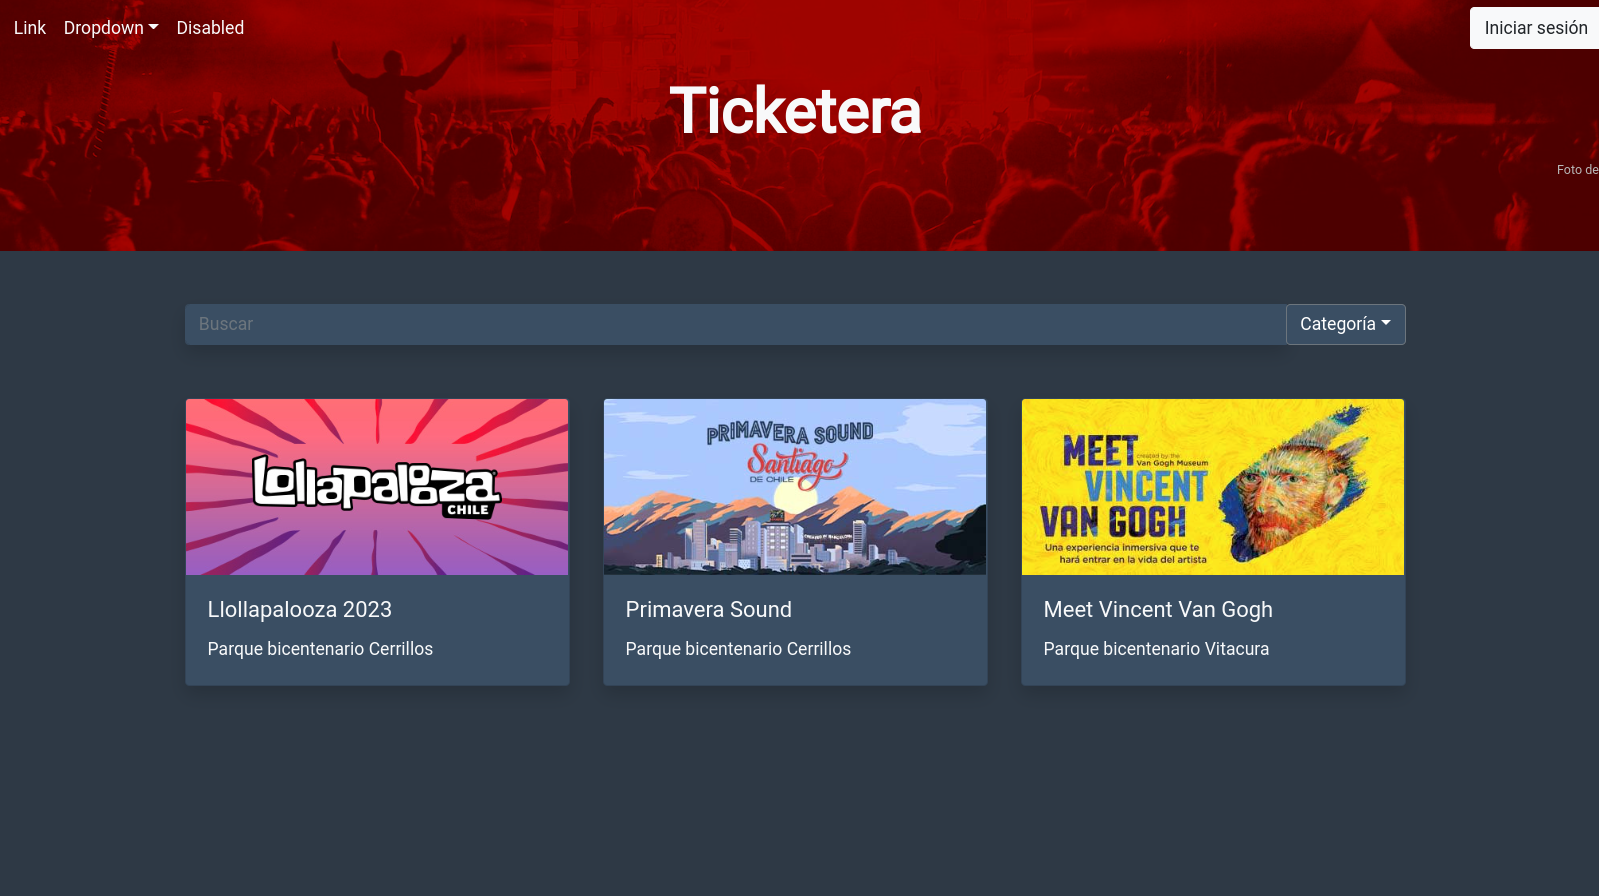 Link Dropdown Disabled Iniciar sesión
Ticketera
Foto de
Buscar Categoría
Lollapalooza
CHILE
PRIMAVERA SOUND
Santiago
DE CHILE
MEET
created by the
Van Gogh Museum
VINCENT
VAN GOGH
Una experiencia inmersiva que te
hará entrar en la vida del artista
Llollapalooza 2023
Parque bicentenario Cerrillos
Primavera Sound
Parque bicentenario Cerrillos
Meet Vincent Van Gogh
Parque bicentenario Vitacura